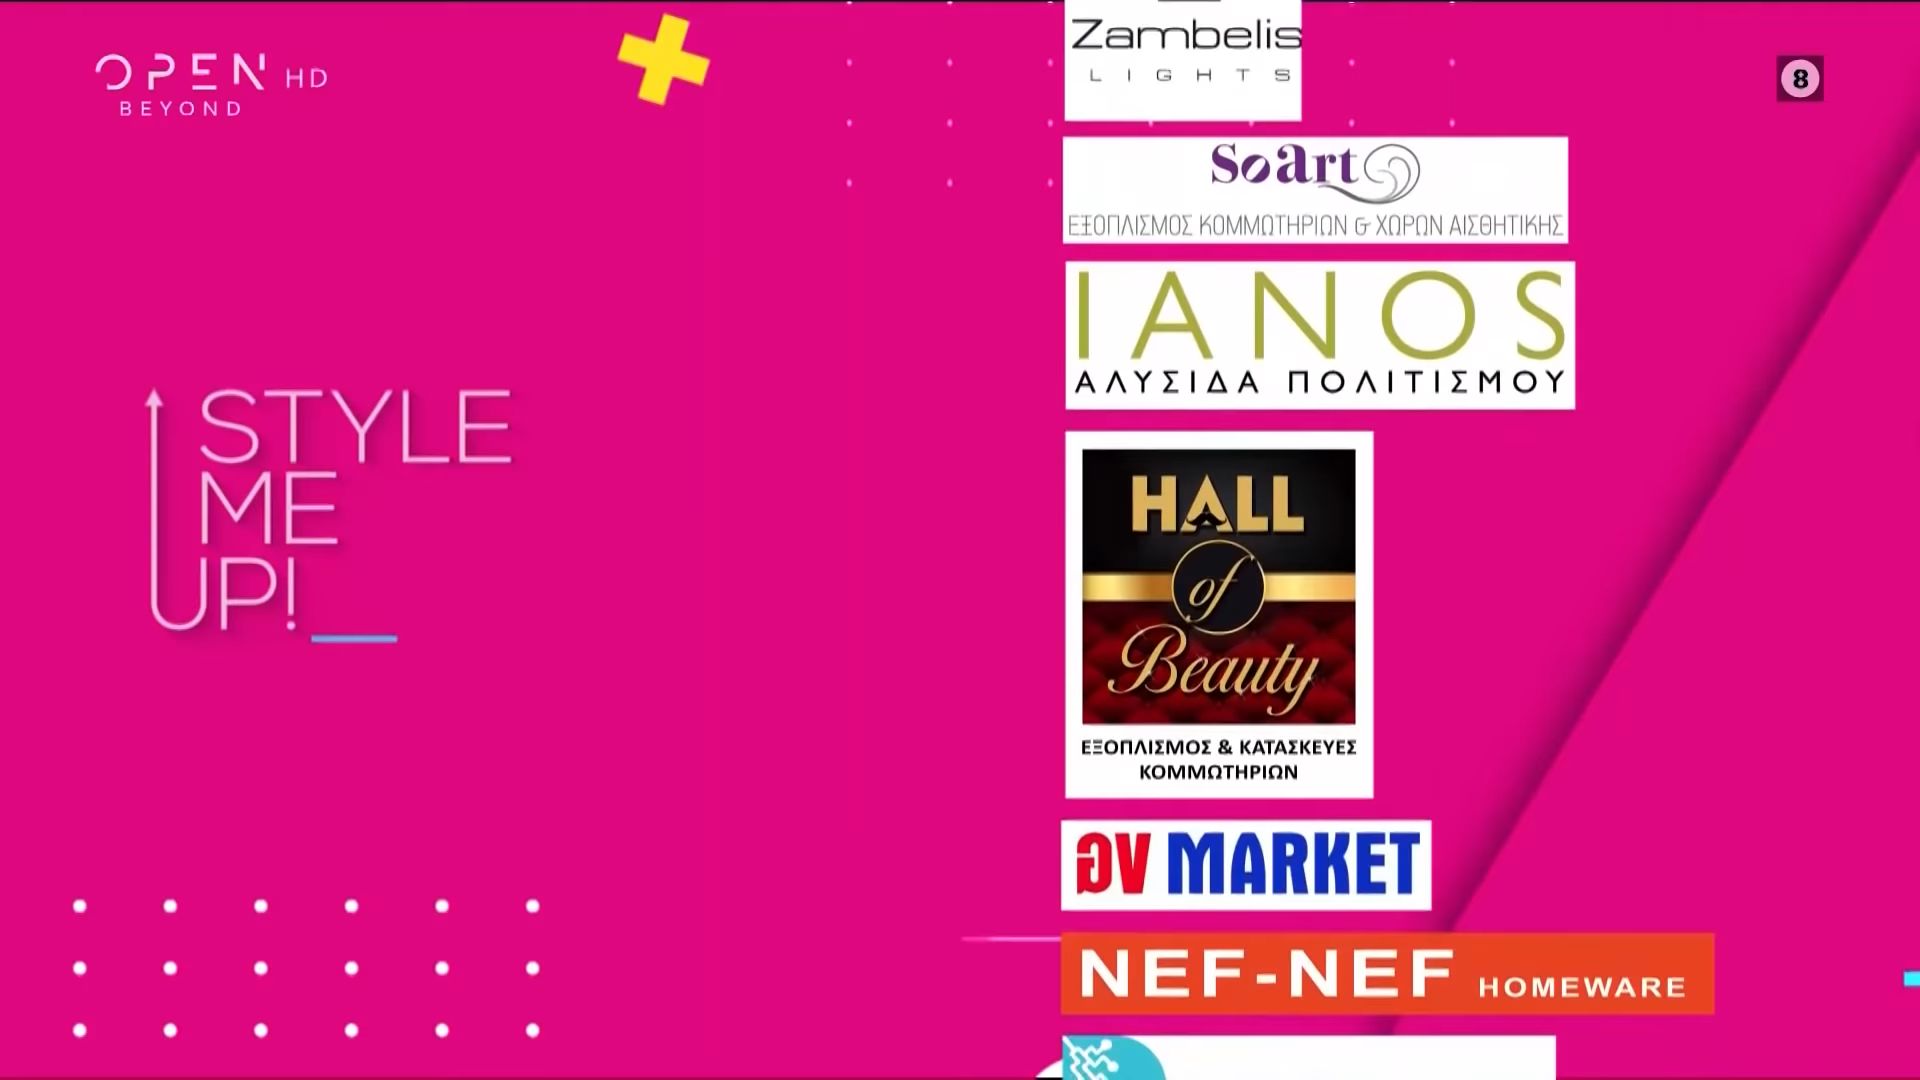 OPEN HD
BEYOND
8
STYLE
ME
UP!
Zambelis
LIGHTS
Soart
ΕΞΟΠΛΙΣΜΟΣ ΚΟΜΜΩΤΗΡΙΩΝ & ΧΩΡΩΝ ΑΙΣΘΗΤΙΚΗΣ
IANOS
ΑΛΥΣΙΔΑ ΠΟΛΙΤΙΣΜΟΥ
HALL
of
Beauty
ΕΞΟΠΛΙΣΜΟΣ & ΚΑΤΑΣΚΕΥΕΣ
ΚΟΜΜΩΤΗΡΙΩΝ
GV MARKET
NEF-NEF HOMEWARE